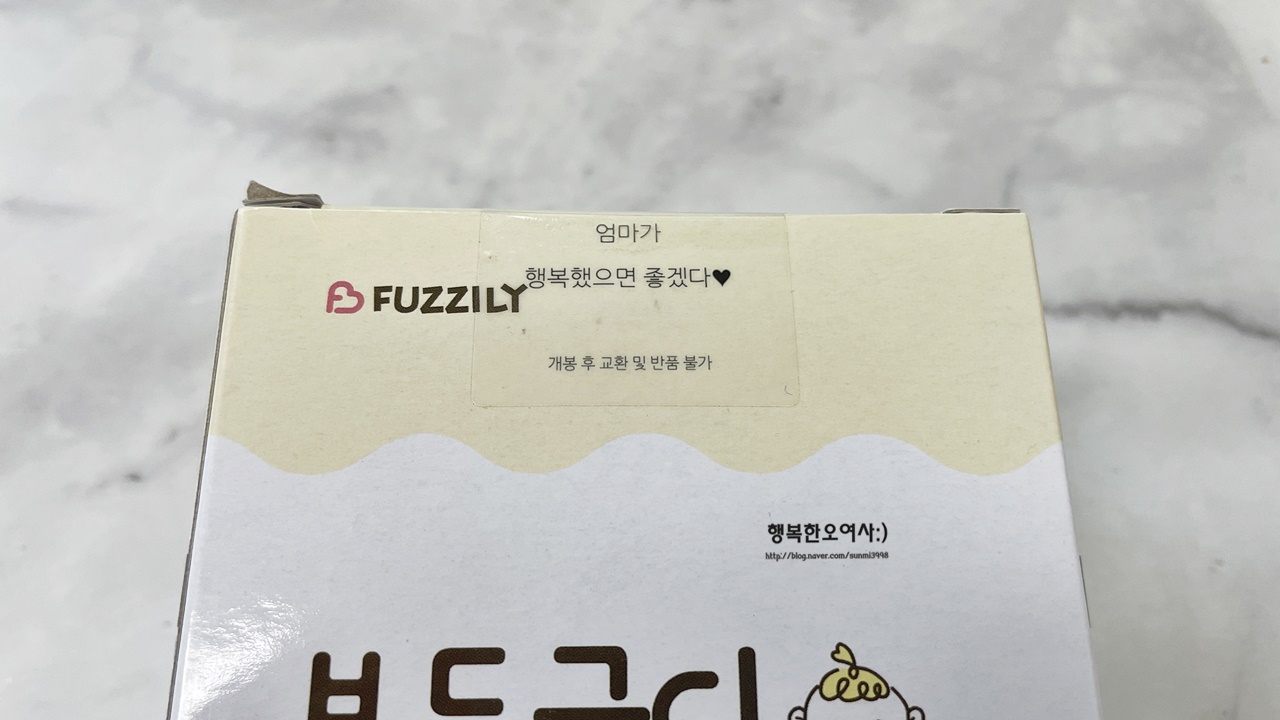 엄마가
행복했으면 좋겠다♥
FUZZILY
개봉 후 교환 및 반품 불가
행복한오여사:)
http://blog.naver.com/sunmi3998